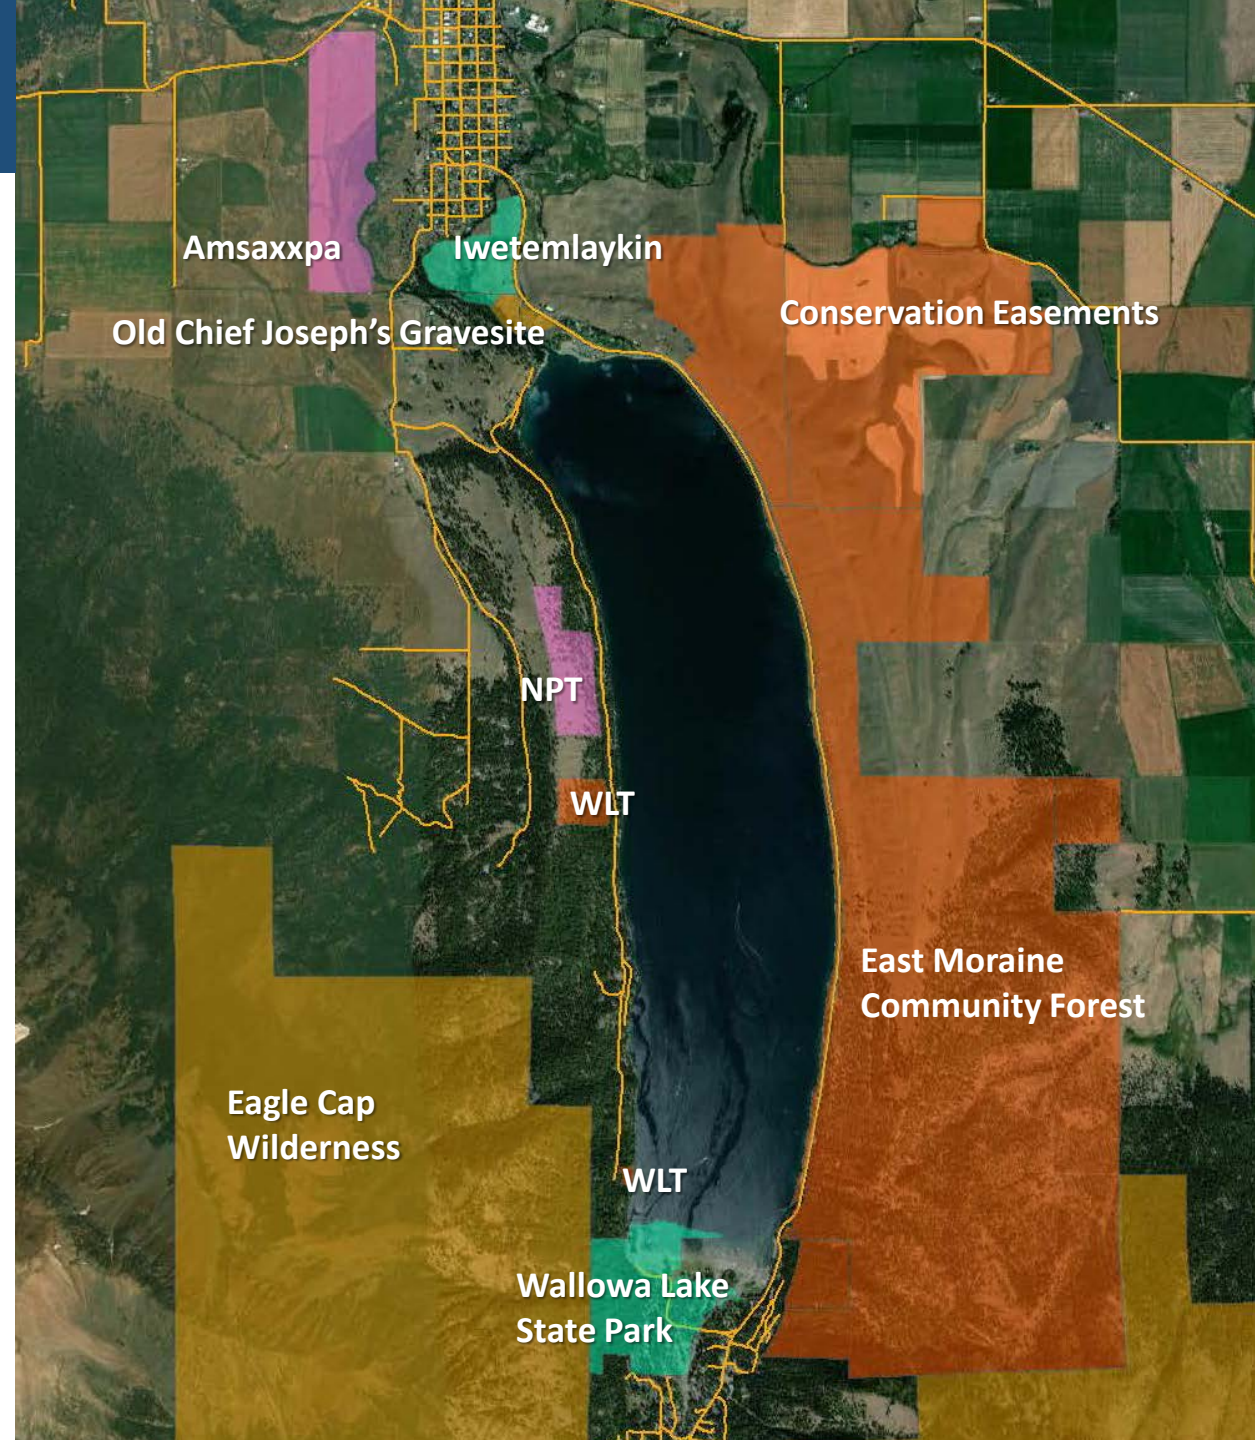 Amsaxxpa
Iwetemlaykin
Conservation Easements
Old Chief Joseph's Gravesite
NPT
WLT
East Moraine
Community Forest
Eagle Cap
Wilderness
WLT
Wallowa Lake
State Park